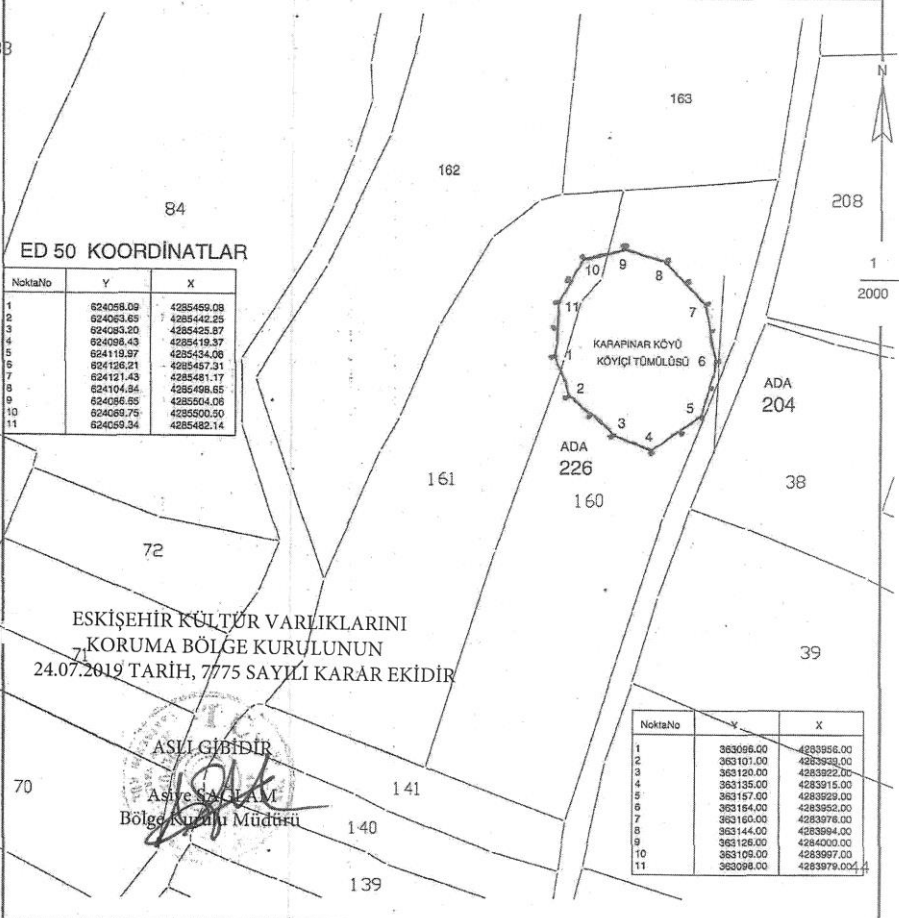 83
163
N
162
84
208
ED 50 KOORDİNATLAR
NoktaNo Y X
1 624058.09 4285459.08
2 624063.65 4285442.25
3 624083.20 4285425.87
4 624098.43 4285419.37
5 624119.97 4285434.08
6 624126.21 4285457.31
7 624121.43 4285481.17
8 624104.84 4285498.65
9 624086.65 4285504.06
10 624069.75 4285500.50
11 624059.34 4285482.14
1
2000
10
9
8
11
7
KARAPINAR KÖYÜ
KÖYİÇİ TÜMÜLÜSÜ
1
6
2
5
3
4
ADA
204
ADA
226
161
160
38
72
ESKİŞEHİR KÜLTÜR VARLIKLARINI
KORUMA BÖLGE KURULUNUN
71
24.07.2019 TARİH, 7775 SAYILI KARAR EKİDİR
39
T.C.
ASLI GİBİDİR
Asiye SAĞLAM
Bölge Kurulu Müdürü
70
141
140
139
NoktaNo Y X
1 363096.00 4283956.00
2 363101.00 4283939.00
3 363120.00 4283922.00
4 363135.00 4283915.00
5 363157.00 4283929.00
6 363164.00 4283952.00
7 363160.00 4283976.00
8 363144.00 4283994.00
9 363126.00 4284000.00
10 363109.00 4283997.00
11 363098.00 4283979.00
44